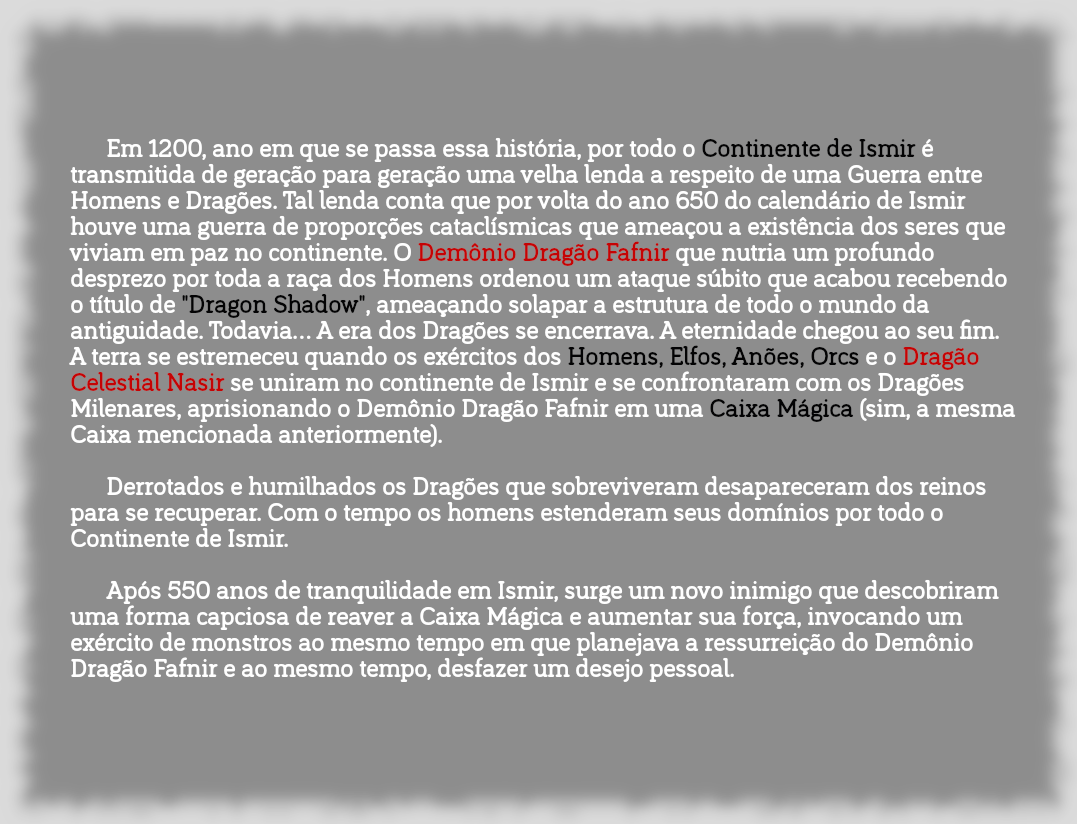 Em 1200, ano em que se passa essa história, por todo o Continente de Ismir é
transmitida de geração para geração uma velha lenda a respeito de uma Guerra entre
Homens e Dragões. Tal lenda conta que por volta do ano 650 do calendário de Ismir
houve uma guerra de proporções cataclísmicas que ameaçou a existência dos seres que
viviam em paz no continente. O Demônio Dragão Fafnir que nutria um profundo
desprezo por toda a raça dos Homens ordenou um ataque súbito que acabou recebendo
o título de "Dragon Shadow", ameaçando solapar a estrutura de todo o mundo da
antiguidade. Todavia... A era dos Dragões se encerrava. A eternidade chegou ao seu fim.
A terra se estremeceu quando os exércitos dos Homens, Elfos, Anões, Orcs e o Dragão
Celestial Nasir se uniram no continente de Ismir e se confrontaram com os Dragões
Milenares, aprisionando o Demônio Dragão Fafnir em uma Caixa Mágica (sim, a mesma
Caixa mencionada anteriormente).
Derrotados e humilhados os Dragões que sobreviveram desapareceram dos reinos
para se recuperar. Com o tempo os homens estenderam seus domínios por todo o
Continente de Ismir.
Após 550 anos de tranquilidade em Ismir, surge um novo inimigo que descobriram
uma forma capciosa de reaver a Caixa Mágica e aumentar sua força, invocando um
exército de monstros ao mesmo tempo em que planejava a ressurreição do Demônio
Dragão Fafnir e ao mesmo tempo, desfazer um desejo pessoal.